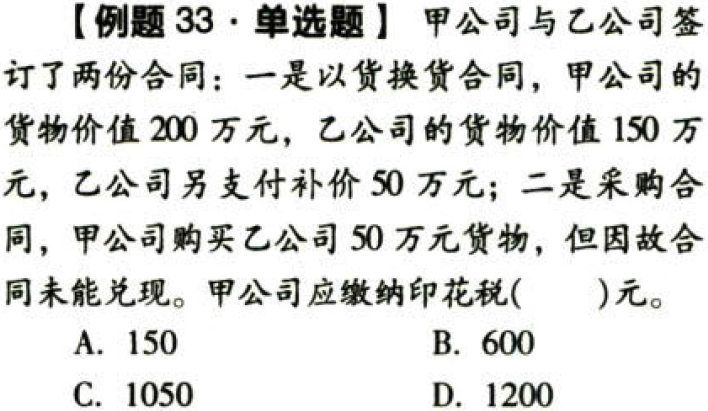 【例题 33·单选题】 甲公司与乙公司签
订了两份合同：一是以货换货合同，甲公司的
货物价值 200 万元，乙公司的货物价值 150 万
元，乙公司另支付补价 50 万元；二是采购合
同，甲公司购买乙公司 50 万元货物，但因故合
同未能兑现。甲公司应缴纳印花税(　　)元。
A. 150　　B. 600
C. 1050　　D. 1200